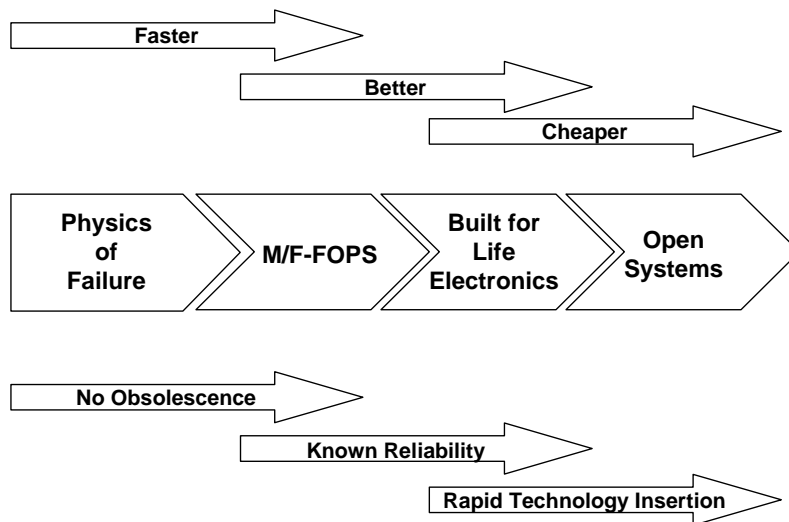 Faster
Better
Cheaper
Physics
of
Failure
M/F-FOPS
Built for
Life
Electronics
Open
Systems
No Obsolescence
Known Reliability
Rapid Technology Insertion